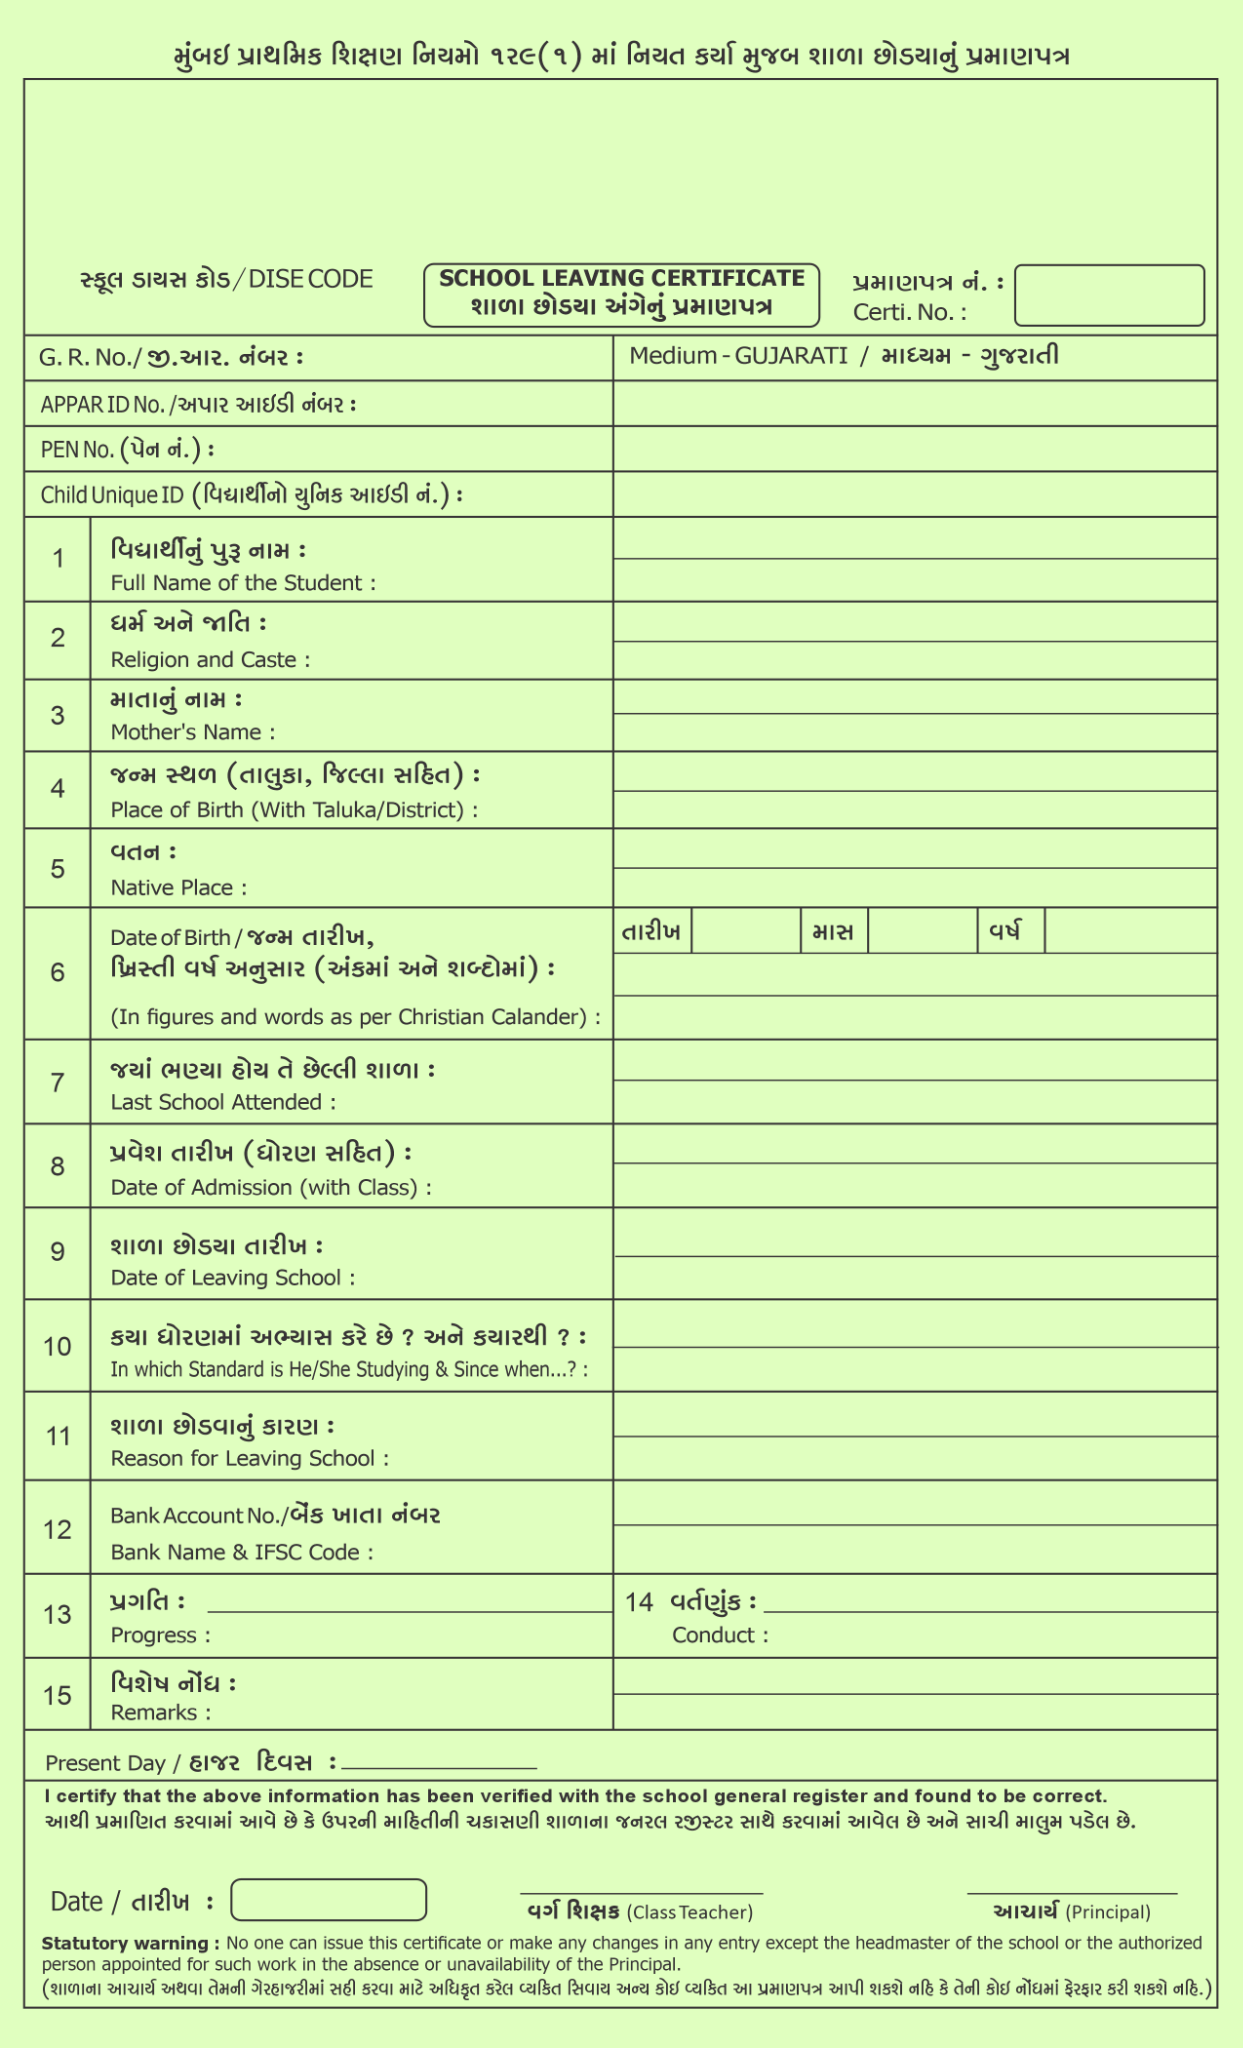 મુંબઇ પ્રાથમિક શિક્ષણ નિયમો ૧૨૯(૧) માં નિયત કર્યા મુજબ શાળા છોડયાનું પ્રમાણપત્ર
સ્કૂલ ડાયસ કોડ/DISE CODE
SCHOOL LEAVING CERTIFICATE
શાળા છોડયા અંગેનું પ્રમાણપત્ર
પ્રમાણપત્ર નં. :
Certi. No. :
G. R. No./ જી.આર. નંબર :
Medium - GUJARATI / માધ્યમ - ગુજરાતી
APPAR ID No. /અપાર આઈડી નંબર :
PEN No. (પેન નં.) :
Child Unique ID (વિદ્યાર્થીનો યુનિક આઈડી નં.) :
1 વિદ્યાર્થીનું પુરૂ નામ :
Full Name of the Student :
2 ધર્મ અને જાતિ :
Religion and Caste :
3 માતાનું નામ :
Mother's Name :
4 જન્મ સ્થળ (તાલુકા, જિલ્લા સહિત) :
Place of Birth (With Taluka/District) :
5 વતન :
Native Place :
6 Date of Birth / જન્મ તારીખ,
ખ્રિસ્તી વર્ષ અનુસાર (અંકમાં અને શબ્દોમાં) :
(In figures and words as per Christian Calander) :
તારીખ માસ વર્ષ
7 જયાં ભણ્યા હોય તે છેલ્લી શાળા :
Last School Attended :
8 પ્રવેશ તારીખ (ધોરણ સહિત) :
Date of Admission (with Class) :
9 શાળા છોડયા તારીખ :
Date of Leaving School :
10 કયા ધોરણમાં અભ્યાસ કરે છે ? અને કયારથી ? :
In which Standard is He/She Studying & Since when...? :
11 શાળા છોડવાનું કારણ :
Reason for Leaving School :
12 Bank Account No./બેંક ખાતા નંબર
Bank Name & IFSC Code :
13 પ્રગતિ :
Progress :
14 વર્તણુંક :
Conduct :
15 વિશેષ નોંધ :
Remarks :
Present Day / હાજર દિવસ :
I certify that the above information has been verified with the school general register and found to be correct.
આથી પ્રમાણિત કરવામાં આવે છે કે ઉપરની માહિતીની ચકાસણી શાળાના જનરલ રજીસ્ટર સાથે કરવામાં આવેલ છે અને સાચી માલુમ પડેલ છે.
Date / તારીખ :
વર્ગ શિક્ષક (Class Teacher)
આચાર્ય (Principal)
Statutory warning : No one can issue this certificate or make any changes in any entry except the headmaster of the school or the authorized
person appointed for such work in the absence or unavailability of the Principal.
(શાળાના આચાર્ય અથવા તેમની ગેરહાજરીમાં સહી કરવા માટે અધિકૃત કરેલ વ્યકિત સિવાય અન્ય કોઇ વ્યકિત આ પ્રમાણપત્ર આપી શકશે નહિ કે તેની કોઇ નોંધમાં ફેરફાર કરી શકશે નહિ.)